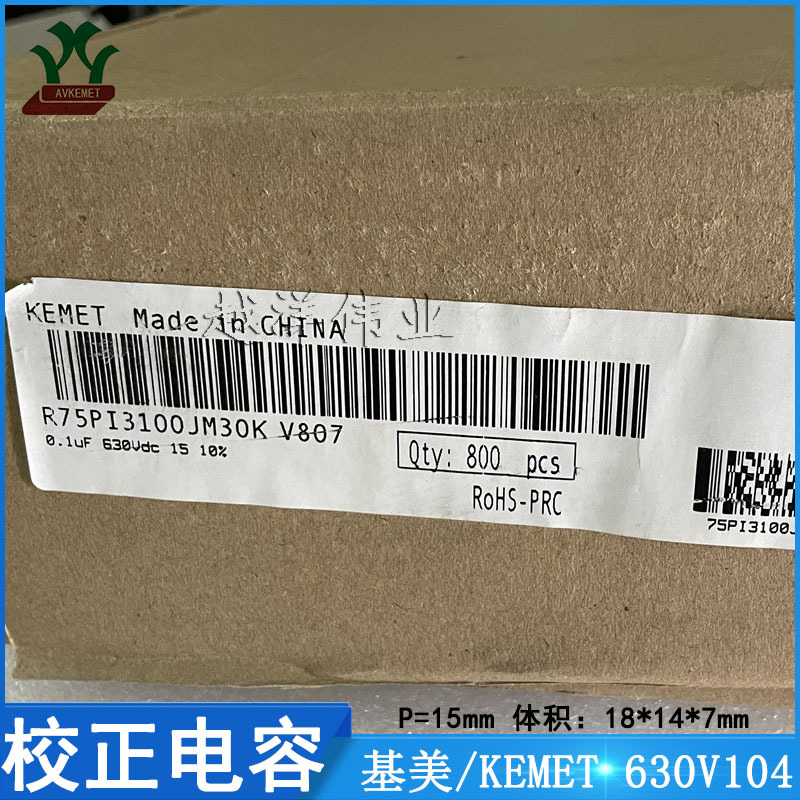 AVKEMET
KEMET Made in CHINA
越洋伟业
R75PI3100JM30K V807
0.1uF 630Vdc 15 10%
Qty: 800 pcs
RoHS-PRC
75PI3100J
P=15mm 体积：18*14*7mm
校正电容
基美/KEMET 630V104